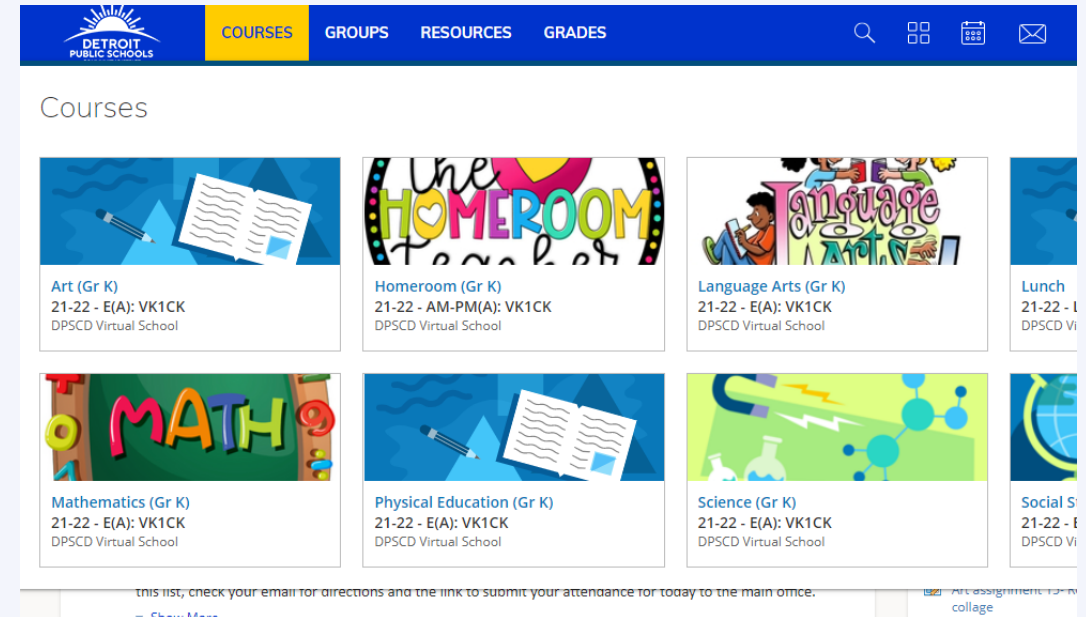 DETROIT
PUBLIC SCHOOLS
COURSES
GROUPS
RESOURCES
GRADES
Courses
Art (Gr K)
21-22 - E(A): VK1CK
DPSCD Virtual School
the
HOMEROOM
Teacher
Homeroom (Gr K)
21-22 - AM-PM(A): VK1CK
DPSCD Virtual School
Language
Arts
Language Arts (Gr K)
21-22 - E(A): VK1CK
DPSCD Virtual School
Lunch
21-22 -
MATH
Mathematics (Gr K)
21-22 - E(A): VK1CK
DPSCD Virtual School
Physical Education (Gr K)
21-22 - E(A): VK1CK
DPSCD Virtual School
Science (Gr K)
21-22 - E(A): VK1CK
DPSCD Virtual School
Social
21-22 -
this list, check your email for directions and the link to submit your attendance for today to the main office.
Show More
Art assignment 15-
collage